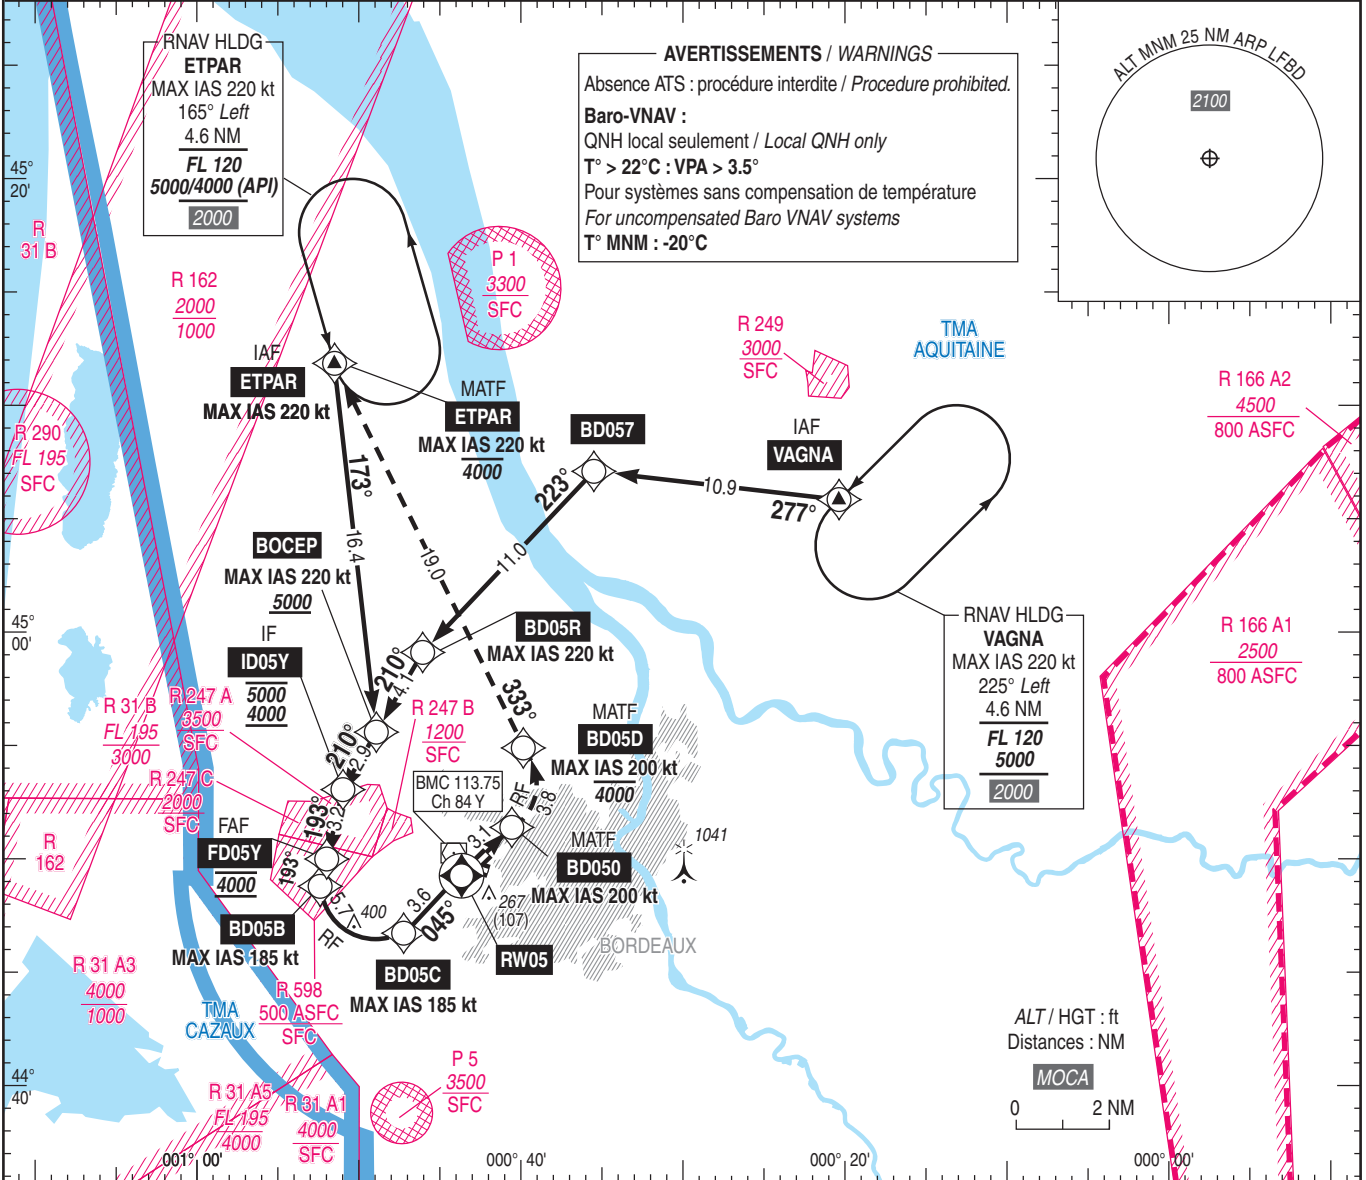 RNAV HLDG
ETPAR
MAX IAS 220 kt
165° Left
4.6 NM
FL 120
5000/4000 (API)
2000
AVERTISSEMENTS / WARNINGS
Absence ATS : procédure interdite / Procedure prohibited.
Baro-VNAV :
QNH local seulement / Local QNH only
T° > 22°C : VPA > 3.5°
Pour systèmes sans compensation de température
For uncompensated Baro VNAV systems
T° MNM : -20°C
ALT MNM 25 NM ARP LFBD
2100
45°
20'
R
31 B
R 162
2000
1000
P 1
3300
SFC
R 249
3000
SFC
TMA
AQUITAINE
IAF
ETPAR
MAX IAS 220 kt
MATF
ETPAR
MAX IAS 220 kt
4000
R 290
FL 195
SFC
BD057
IAF
VAGNA
R 166 A2
4500
800 ASFC
173°
16.4
19.0
223°
11.0
10.9
277°
BOCEP
MAX IAS 220 kt
5000
IF
ID05Y
5000
4000
BD05R
MAX IAS 220 kt
RNAV HLDG
VAGNA
MAX IAS 220 kt
225° Left
4.6 NM
FL 120
5000
2000
R 166 A1
2500
800 ASFC
45°
00'
210°
4.1
333°
R 31 B
FL 195
3000
R 247 A
3500
SFC
R 247 B
1200
SFC
R 247 C
2000
SFC
210°
2.9
MATF
BD05D
MAX IAS 200 kt
4000
BMC 113.75
Ch 84 Y
RF
3.8
193°
3.2
R
162
FAF
FD05Y
4000
193°
3.1
MATF
BD050
MAX IAS 200 kt
1041
5.7
RF
400
3.6
045°
267
(107)
BD05B
MAX IAS 185 kt
BD05C
MAX IAS 185 kt
RW05
BORDEAUX
R 31 A3
4000
1000
TMA
CAZAUX
R 598
500 ASFC
SFC
ALT / HGT : ft
Distances : NM
MOCA
0 2 NM
44°
40'
P 5
3500
SFC
R 31 A5
FL 195
4000
R 31 A1
4000
SFC
001° 00'
000° 40'
000° 20'
000° 00'